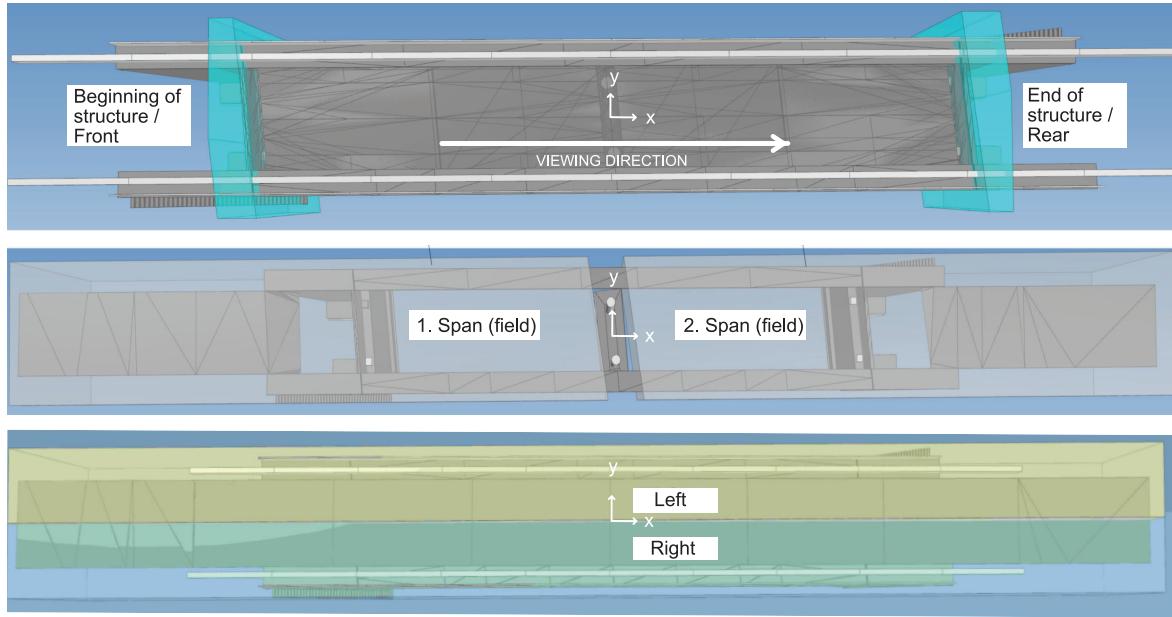 Beginning of
structure /
Front
y
x
VIEWING DIRECTION
End of
structure /
Rear
1. Span (field)
y
x
2. Span (field)
y
Left
x
Right